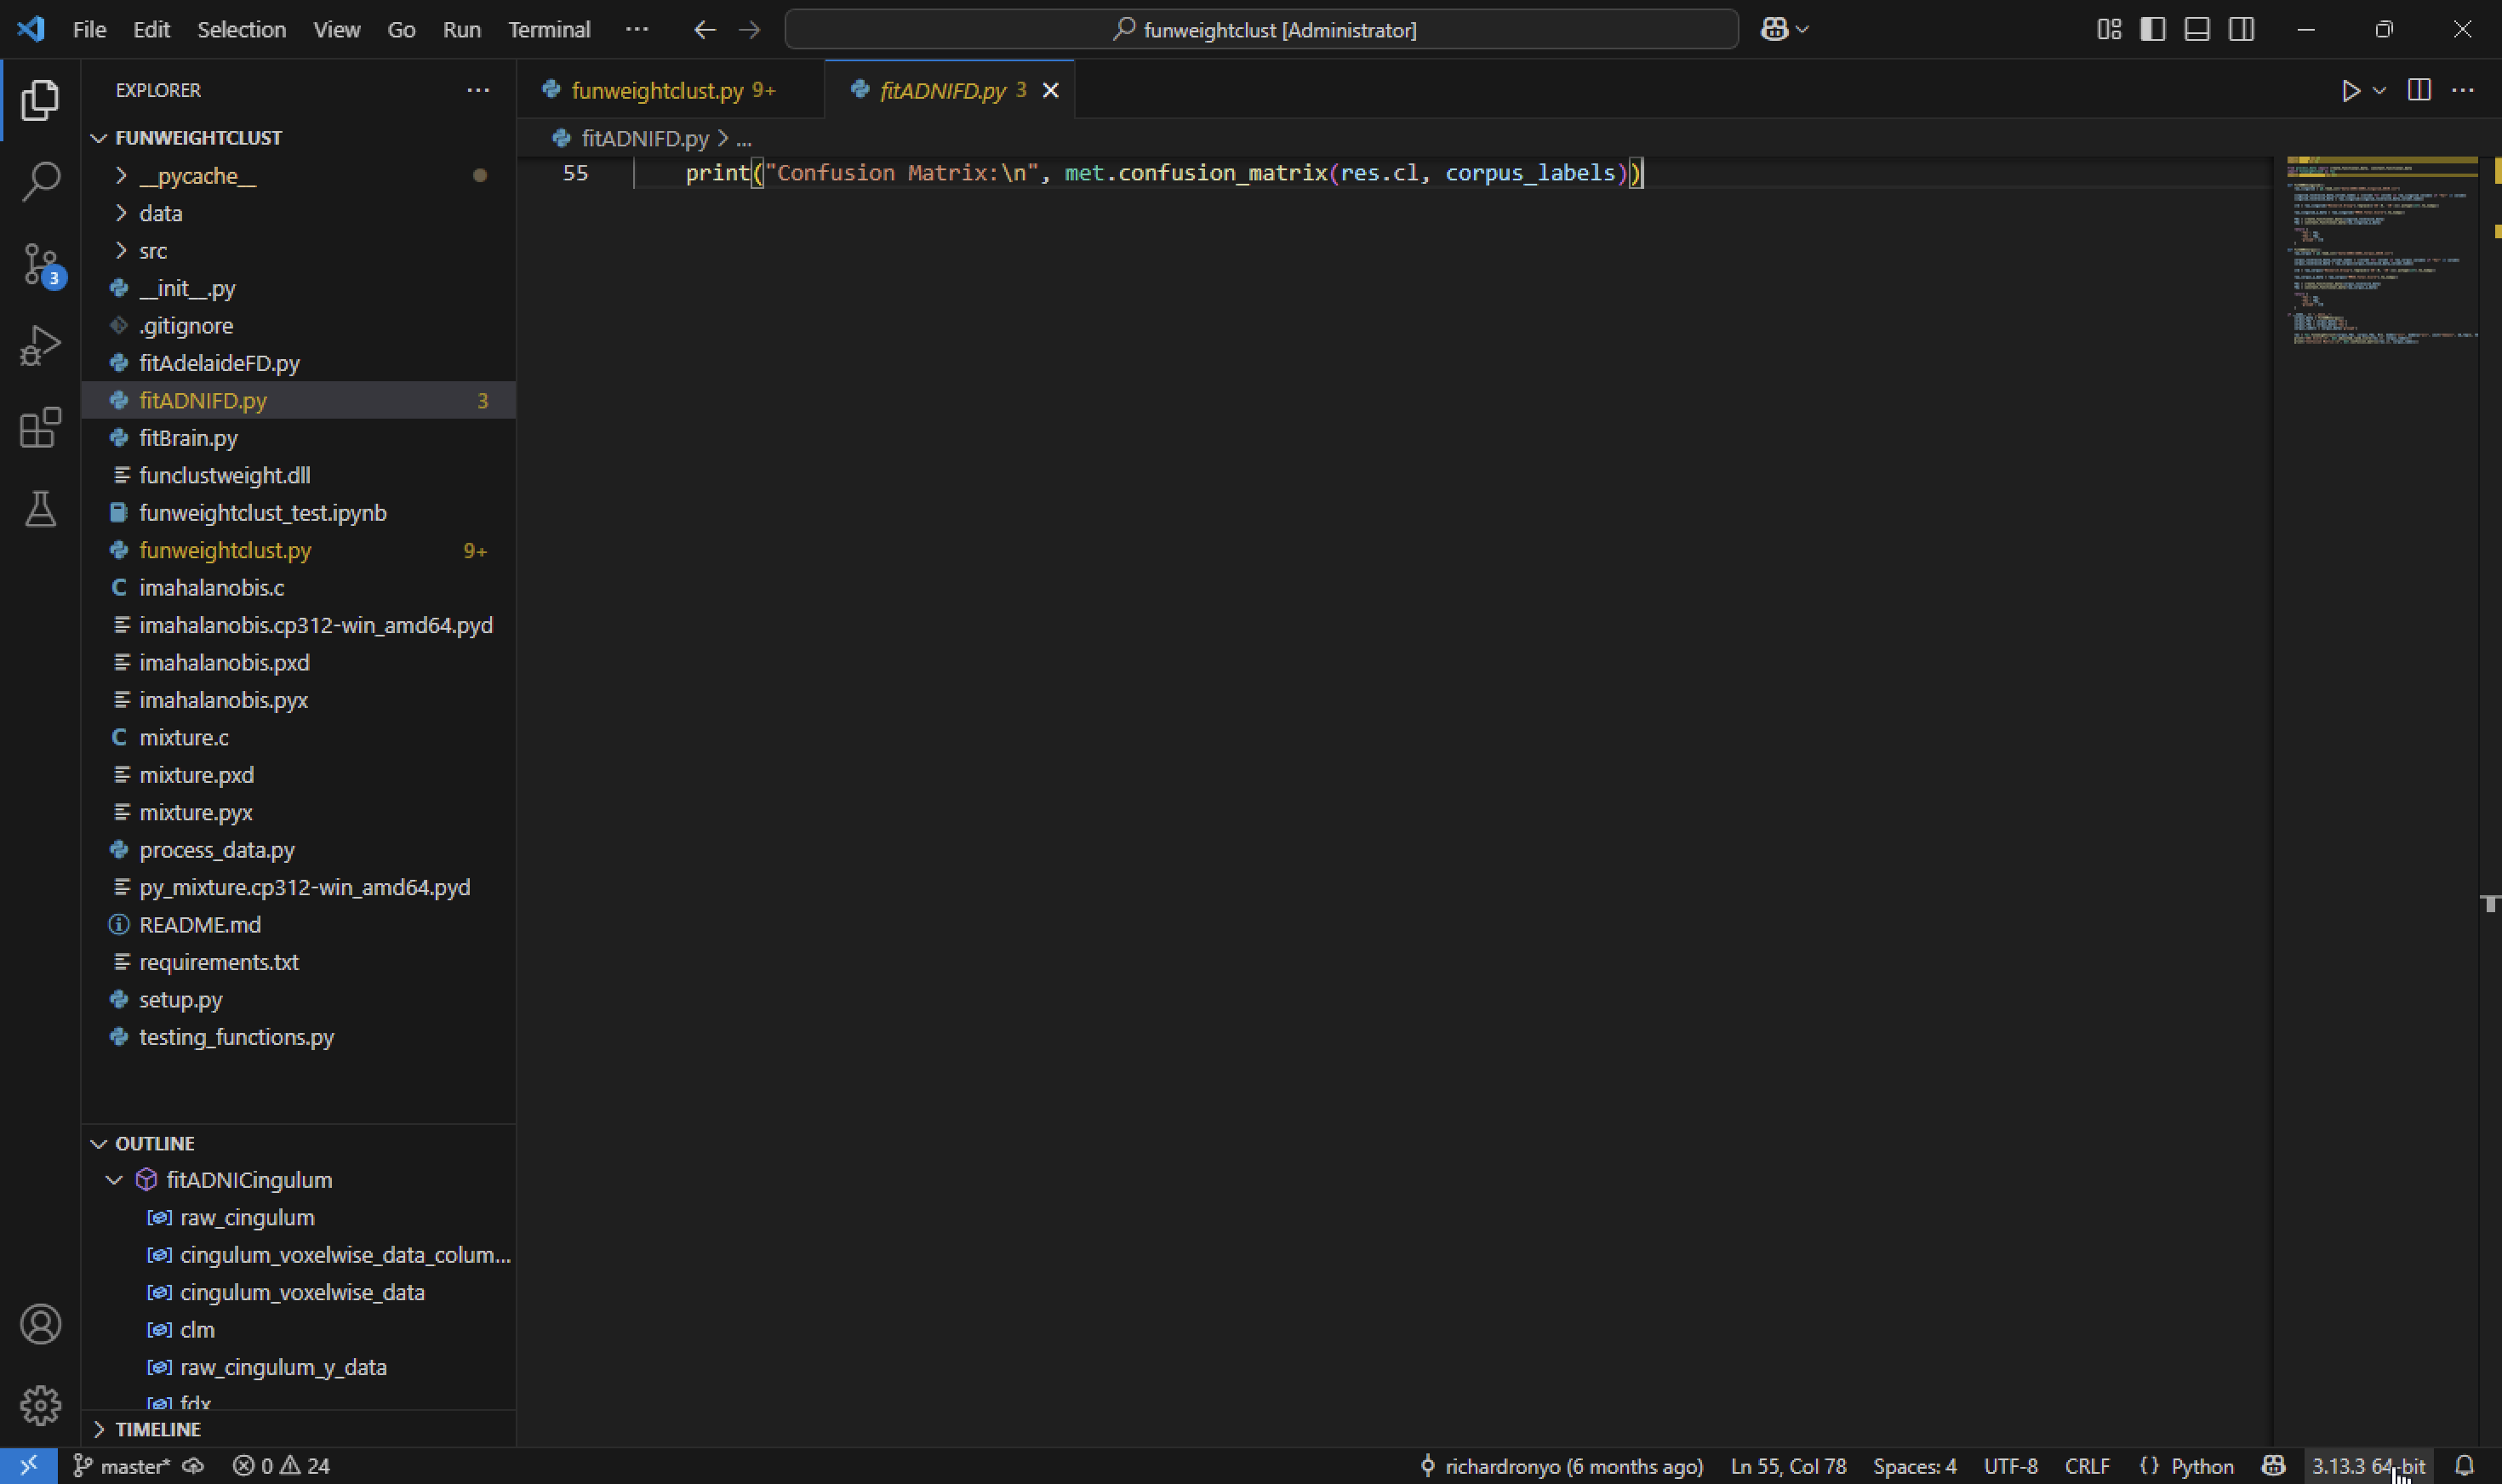 File Edit Selection View Go Run Terminal ··· funweightclust [Administrator]
EXPLORER ···
funweightclust.py 9+
fitADNIFD.py 3
fitADNIFD.py > ...
55 print("Confusion Matrix:\n", met.confusion_matrix(res.cl, corpus_labels))
FUNWEIGHTCLUST
__pycache__
data
src
__init__.py
.gitignore
fitAdelaideFD.py
fitADNIFD.py 3
fitBrain.py
funclustweight.dll
funweightclust_test.ipynb
funweightclust.py 9+
imahalanobis.c
imahalanobis.cp312-win_amd64.pyd
imahalanobis.pxd
imahalanobis.pyx
mixture.c
mixture.pxd
mixture.pyx
process_data.py
py_mixture.cp312-win_amd64.pyd
README.md
requirements.txt
setup.py
testing_functions.py
3
OUTLINE
fitADNICingulum
raw_cingulum
cingulum_voxelwise_data_colum...
cingulum_voxelwise_data
clm
raw_cingulum_y_data
fdx
TIMELINE
master* 0 24 richardronyo (6 months ago) Ln 55, Col 78 Spaces: 4 UTF-8 CRLF {} Python 3.13.3 64-bit